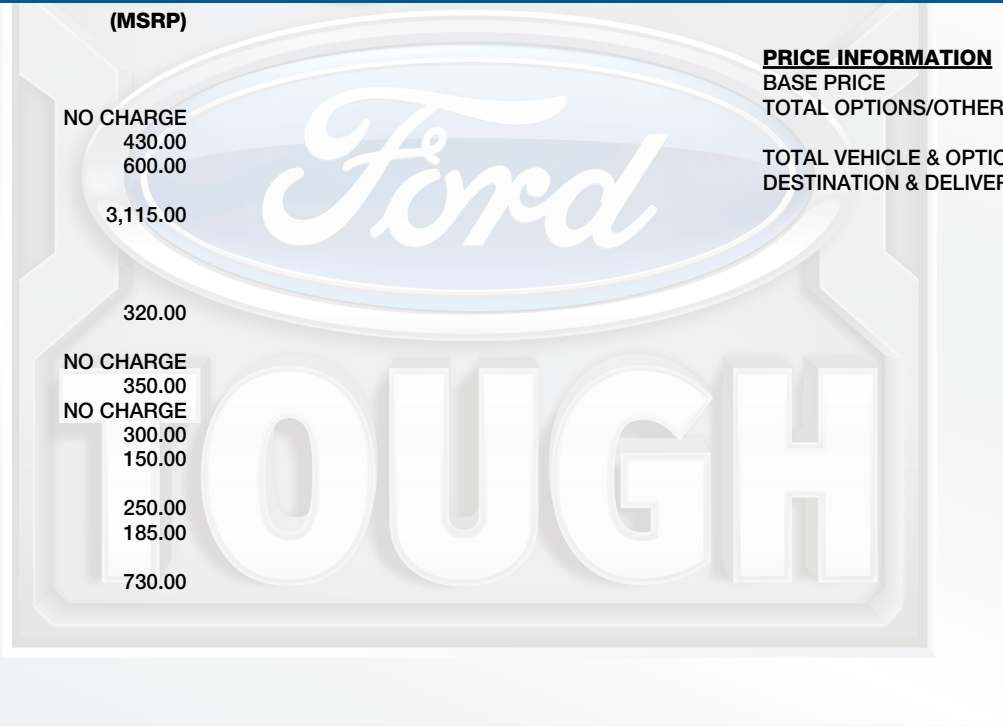 (MSRP)
NO CHARGE
430.00
600.00
3,115.00
320.00
NO CHARGE
350.00
NO CHARGE
300.00
150.00
250.00
185.00
730.00
PRICE INFORMATION
BASE PRICE
TOTAL OPTIONS/OTHER
TOTAL VEHICLE & OPTIO
DESTINATION & DELIVER
Ford
TOUGH